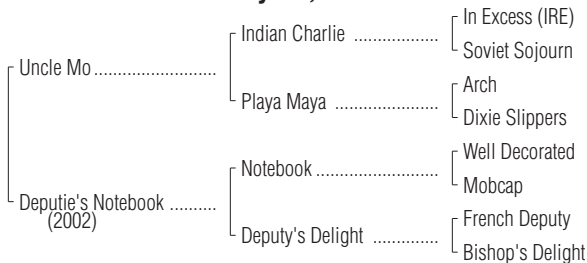 In Excess (IRE)
Indian Charlie ..................
Soviet Sojourn
Uncle Mo ..........................
Arch
Playa Maya ......................
Dixie Slippers
Well Decorated
Notebook ..........................
Mobcap
Deputie's Notebook ..........
(2002)
French Deputy
Deputy's Delight ..............
Bishop's Delight